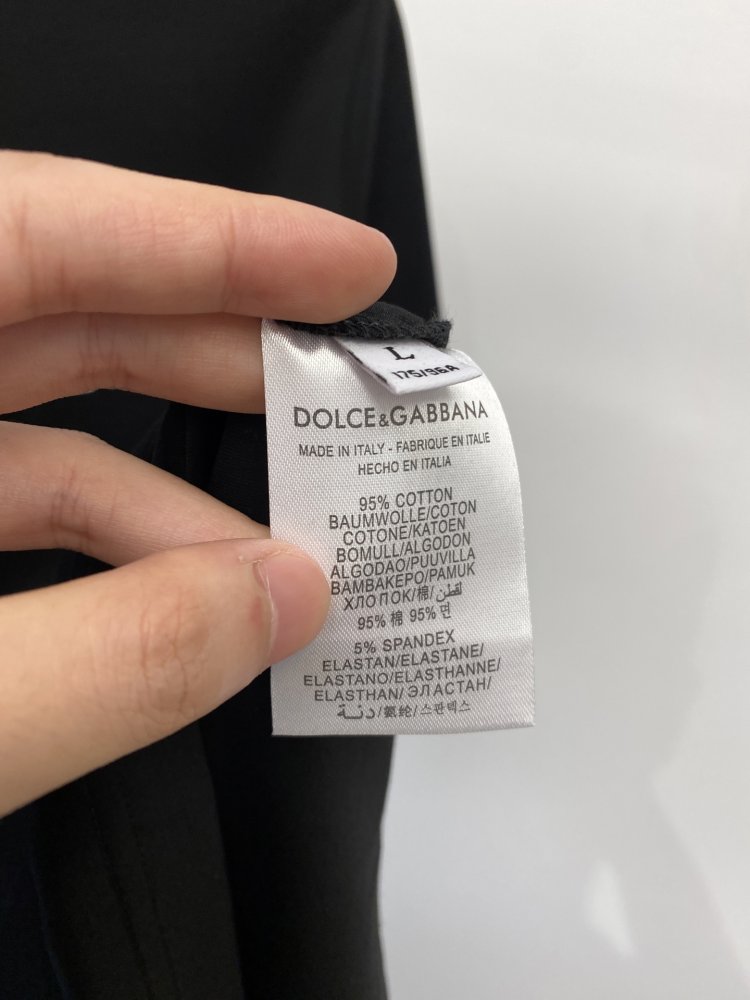 L
175/96A
DOLCE&GABBANA
MADE IN ITALY - FABRIQUE EN ITALIE
HECHO EN ITALIA
95% COTTON
BAUMWOLLE/COTON
COTONE/KATOEN
BOMULL/ALGODON
ALGODAO/PUUVILLA
BAMBAKEPO/PAMUK
ХЛОПОК/棉/لقطن/
95% 棉 95% 면
5% SPANDEX
ELASTAN/ELASTANE/
ELASTANO/ELASTHANNE/
ELASTHAN/ ЭЛАСТАН/
دنة/氨纶/스판덱스